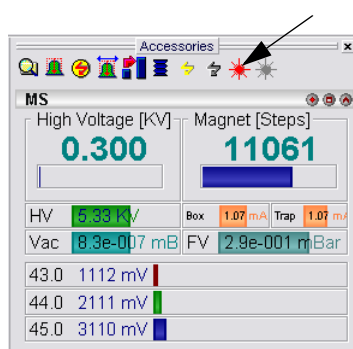 Accessories x
MS
High Voltage [KV] Magnet [Steps]
0.300 11061
HV 5.33 KV Box 1.07 mA Trap 1.07 mA
Vac 8.3e-007 mB FV 2.9e-001 mBar
43.0 1112 mV
44.0 2111 mV
45.0 3110 mV